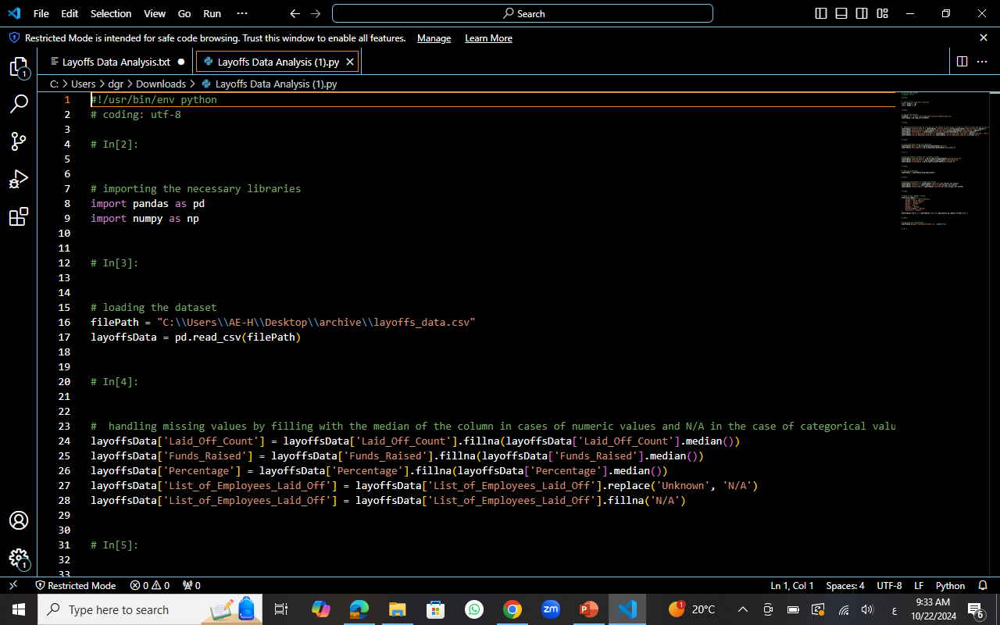 File Edit Selection View Go Run ··· Search
Restricted Mode is intended for safe code browsing. Trust this window to enable all features. Manage Learn More
Layoffs Data Analysis.txt Layoffs Data Analysis (1).py
C: > Users > dgr > Downloads > Layoffs Data Analysis (1).py
1 #!/usr/bin/env python
2 # coding: utf-8
3
4 # In[2]:
5
6
7 # importing the necessary libraries
8 import pandas as pd
9 import numpy as np
10
11
12 # In[3]:
13
14
15 # loading the dataset
16 filePath = "C:\\Users\\AE-H\\Desktop\\archive\\layoffs_data.csv"
17 layoffsData = pd.read_csv(filePath)
18
19
20 # In[4]:
21
22
23 #  handling missing values by filling with the median of the column in cases of numeric values and N/A in the case of categorical valu
24 layoffsData['Laid_Off_Count'] = layoffsData['Laid_Off_Count'].fillna(layoffsData['Laid_Off_Count'].median())
25 layoffsData['Funds_Raised'] = layoffsData['Funds_Raised'].fillna(layoffsData['Funds_Raised'].median())
26 layoffsData['Percentage'] = layoffsData['Percentage'].fillna(layoffsData['Percentage'].median())
27 layoffsData['List_of_Employees_Laid_Off'] = layoffsData['List_of_Employees_Laid_Off'].replace('Unknown', 'N/A')
28 layoffsData['List_of_Employees_Laid_Off'] = layoffsData['List_of_Employees_Laid_Off'].fillna('N/A')
29
30
31 # In[5]:
32
33
1
1
Restricted Mode 0 0 0 Ln 1, Col 1 Spaces: 4 UTF-8 LF Python
Type here to search zm 1 20°C ع 9:33 AM
10/22/2024 6